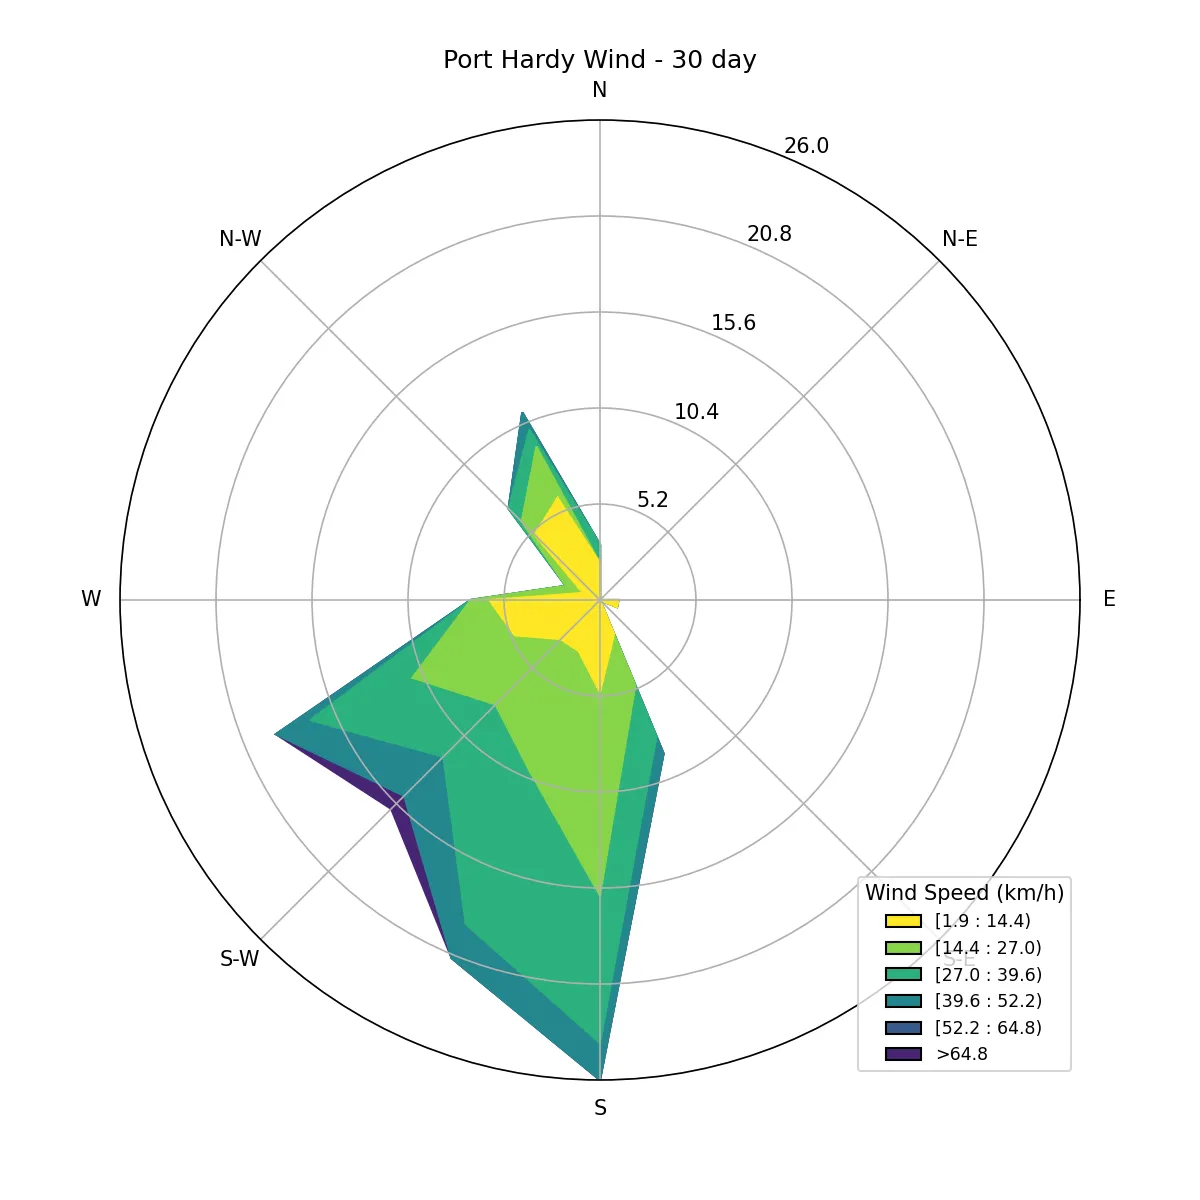 Port Hardy Wind - 30 day
N
26.0
N-W
20.8
N-E
15.6
10.4
5.2
W
E
S-W
S-E
S
Wind Speed (km/h)
[1.9 : 14.4)
[14.4 : 27.0)
[27.0 : 39.6)
[39.6 : 52.2)
[52.2 : 64.8)
>64.8